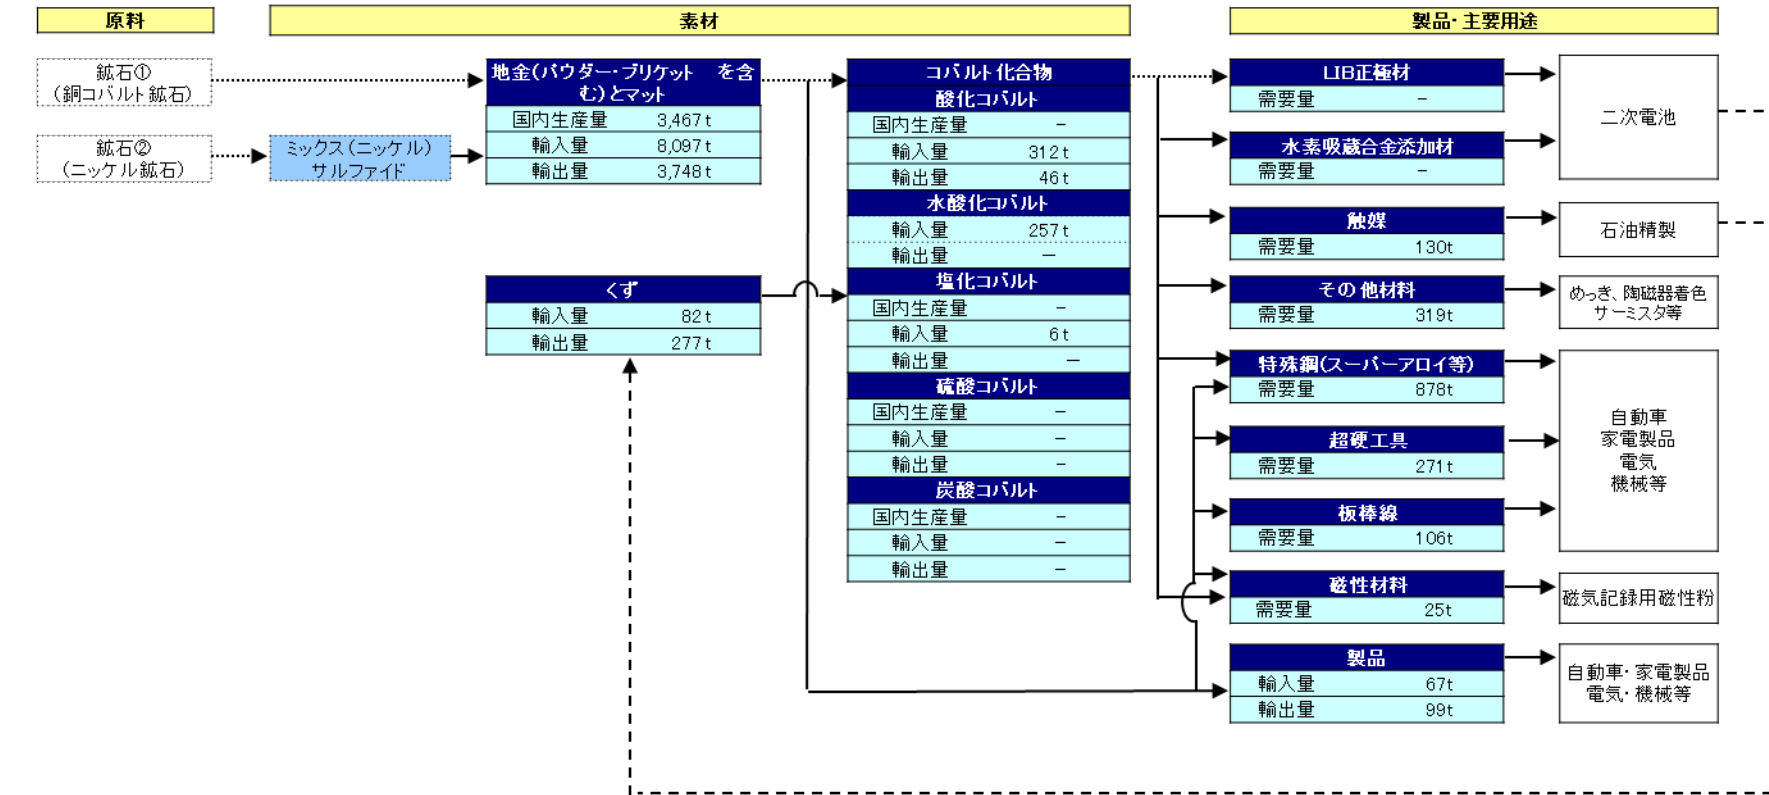 原料
素材
製品・主要用途
鉱石①
（銅コバルト鉱石）
鉱石②
（ニッケル鉱石）
ミックス（ニッケル）
サルファイド
地金（パウダー・ブリケット　を含
む）とマット
国内生産量 3,467t
輸入量 8,097t
輸出量 3,748t
くず
輸入量 82t
輸出量 277t
コバルト化合物
酸化コバルト
国内生産量 －
輸入量 312t
輸出量 46t
水酸化コバルト
輸入量 257t
輸出量 －
塩化コバルト
国内生産量 －
輸入量 6t
輸出量 －
硫酸コバルト
国内生産量 －
輸入量 －
輸出量 －
炭酸コバルト
国内生産量 －
輸入量 －
輸出量 －
LIB正極材
需要量 －
水素吸蔵合金添加材
需要量 －
触媒
需要量 130t
その他材料
需要量 319t
特殊鋼（スーパーアロイ等）
需要量 878t
超硬工具
需要量 271t
板棒線
需要量 106t
磁性材料
需要量 25t
製品
輸入量 67t
輸出量 99t
二次電池
石油精製
めっき、陶磁器着色
サーミスタ等
自動車
家電製品
電気
機械等
磁気記録用磁性粉
自動車・家電製品
電気・機械等